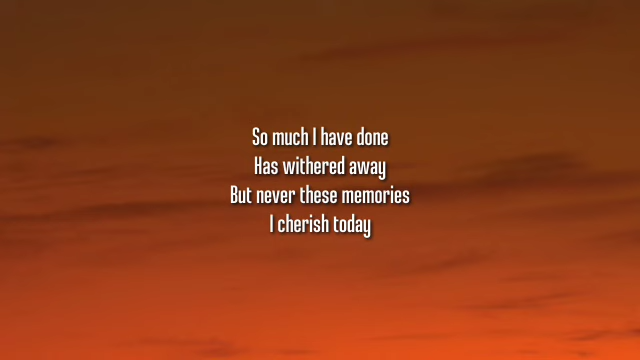 So much I have done
Has withered away
But never these memories
I cherish today